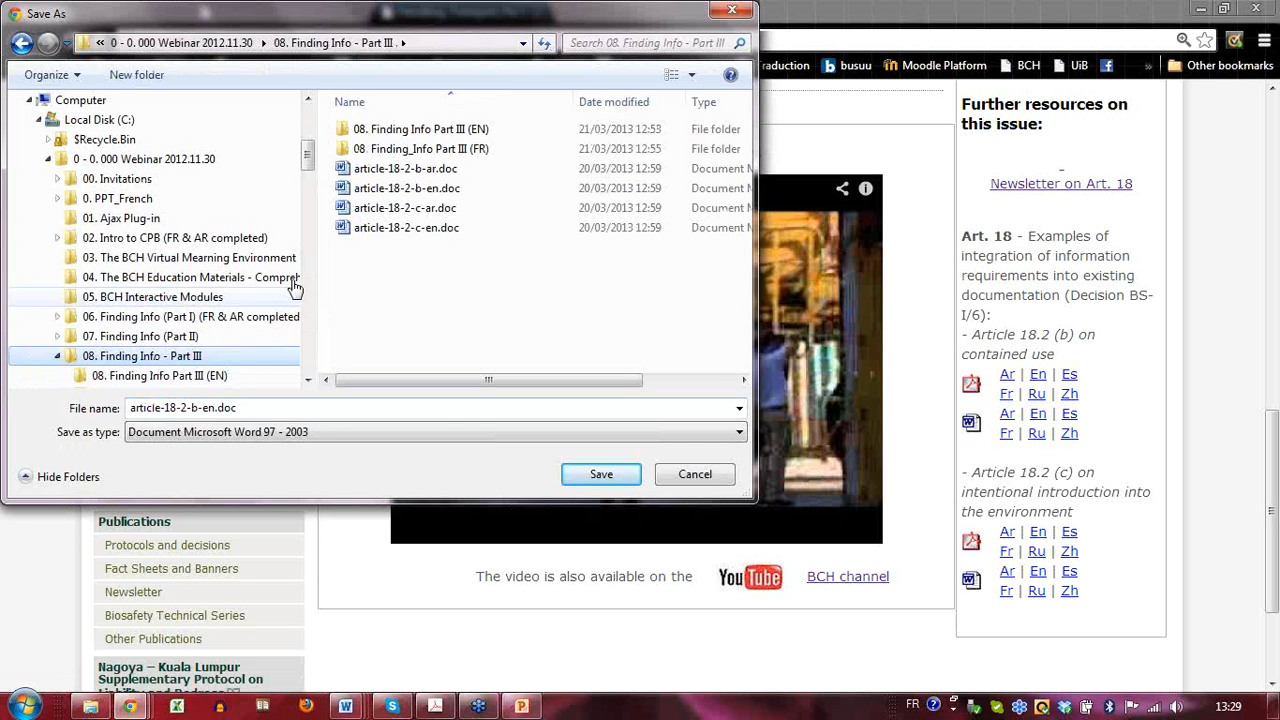 Save As
« 0 - 0. 000 Webinar 2012.11.30 ▸ 08. Finding Info - Part III . ▸
Search 08. Finding Info - Part III
Organize
New folder
Computer
Local Disk (C:)
$Recycle.Bin
0 - 0. 000 Webinar 2012.11.30
00. Invitations
0. PPT_French
01. Ajax Plug-in
02. Intro to CPB (FR & AR completed)
03. The BCH Virtual Mearning Environment
04. The BCH Education Materials - Compreh
05. BCH Interactive Modules
06. Finding Info (Part I) (FR & AR completed
07. Finding Info (Part II)
08. Finding Info - Part III
08. Finding Info Part III (EN)
Name Date modified Type
08. Finding Info Part III (EN) 21/03/2013 12:53 File folder
08. Finding_Info Part III (FR) 21/03/2013 12:55 File folder
article-18-2-b-ar.doc 20/03/2013 12:59 Document M
article-18-2-b-en.doc 20/03/2013 12:59 Document M
article-18-2-c-ar.doc 20/03/2013 12:59 Document M
article-18-2-c-en.doc 20/03/2013 12:59 Document M
File name: article-18-2-b-en.doc
Save as type: Document Microsoft Word 97 - 2003
Hide Folders
Save
Cancel
raduction busuu Moodle Platform BCH UiB » Other bookmarks
Further resources on
this issue:
Newsletter on Art. 18
Art. 18 - Examples of
integration of information
requirements into existing
documentation (Decision BS-
I/6)
- Article 18.2 (b) on
contained use
Ar | En | Es
Fr | Ru | Zh
Ar | En | Es
Fr | Ru | Zh
- Article 18.2 (c) on
intentional introduction into
the environment
Ar | En | Es
Fr | Ru | Zh
Ar | En | Es
Fr | Ru | Zh
The video is also available on the YouTube BCH channel
Publications
Protocols and decisions
Fact Sheets and Banners
Newsletter
Biosafety Technical Series
Other Publications
Nagoya – Kuala Lumpur
Supplementary Protocol on
FR 13:29